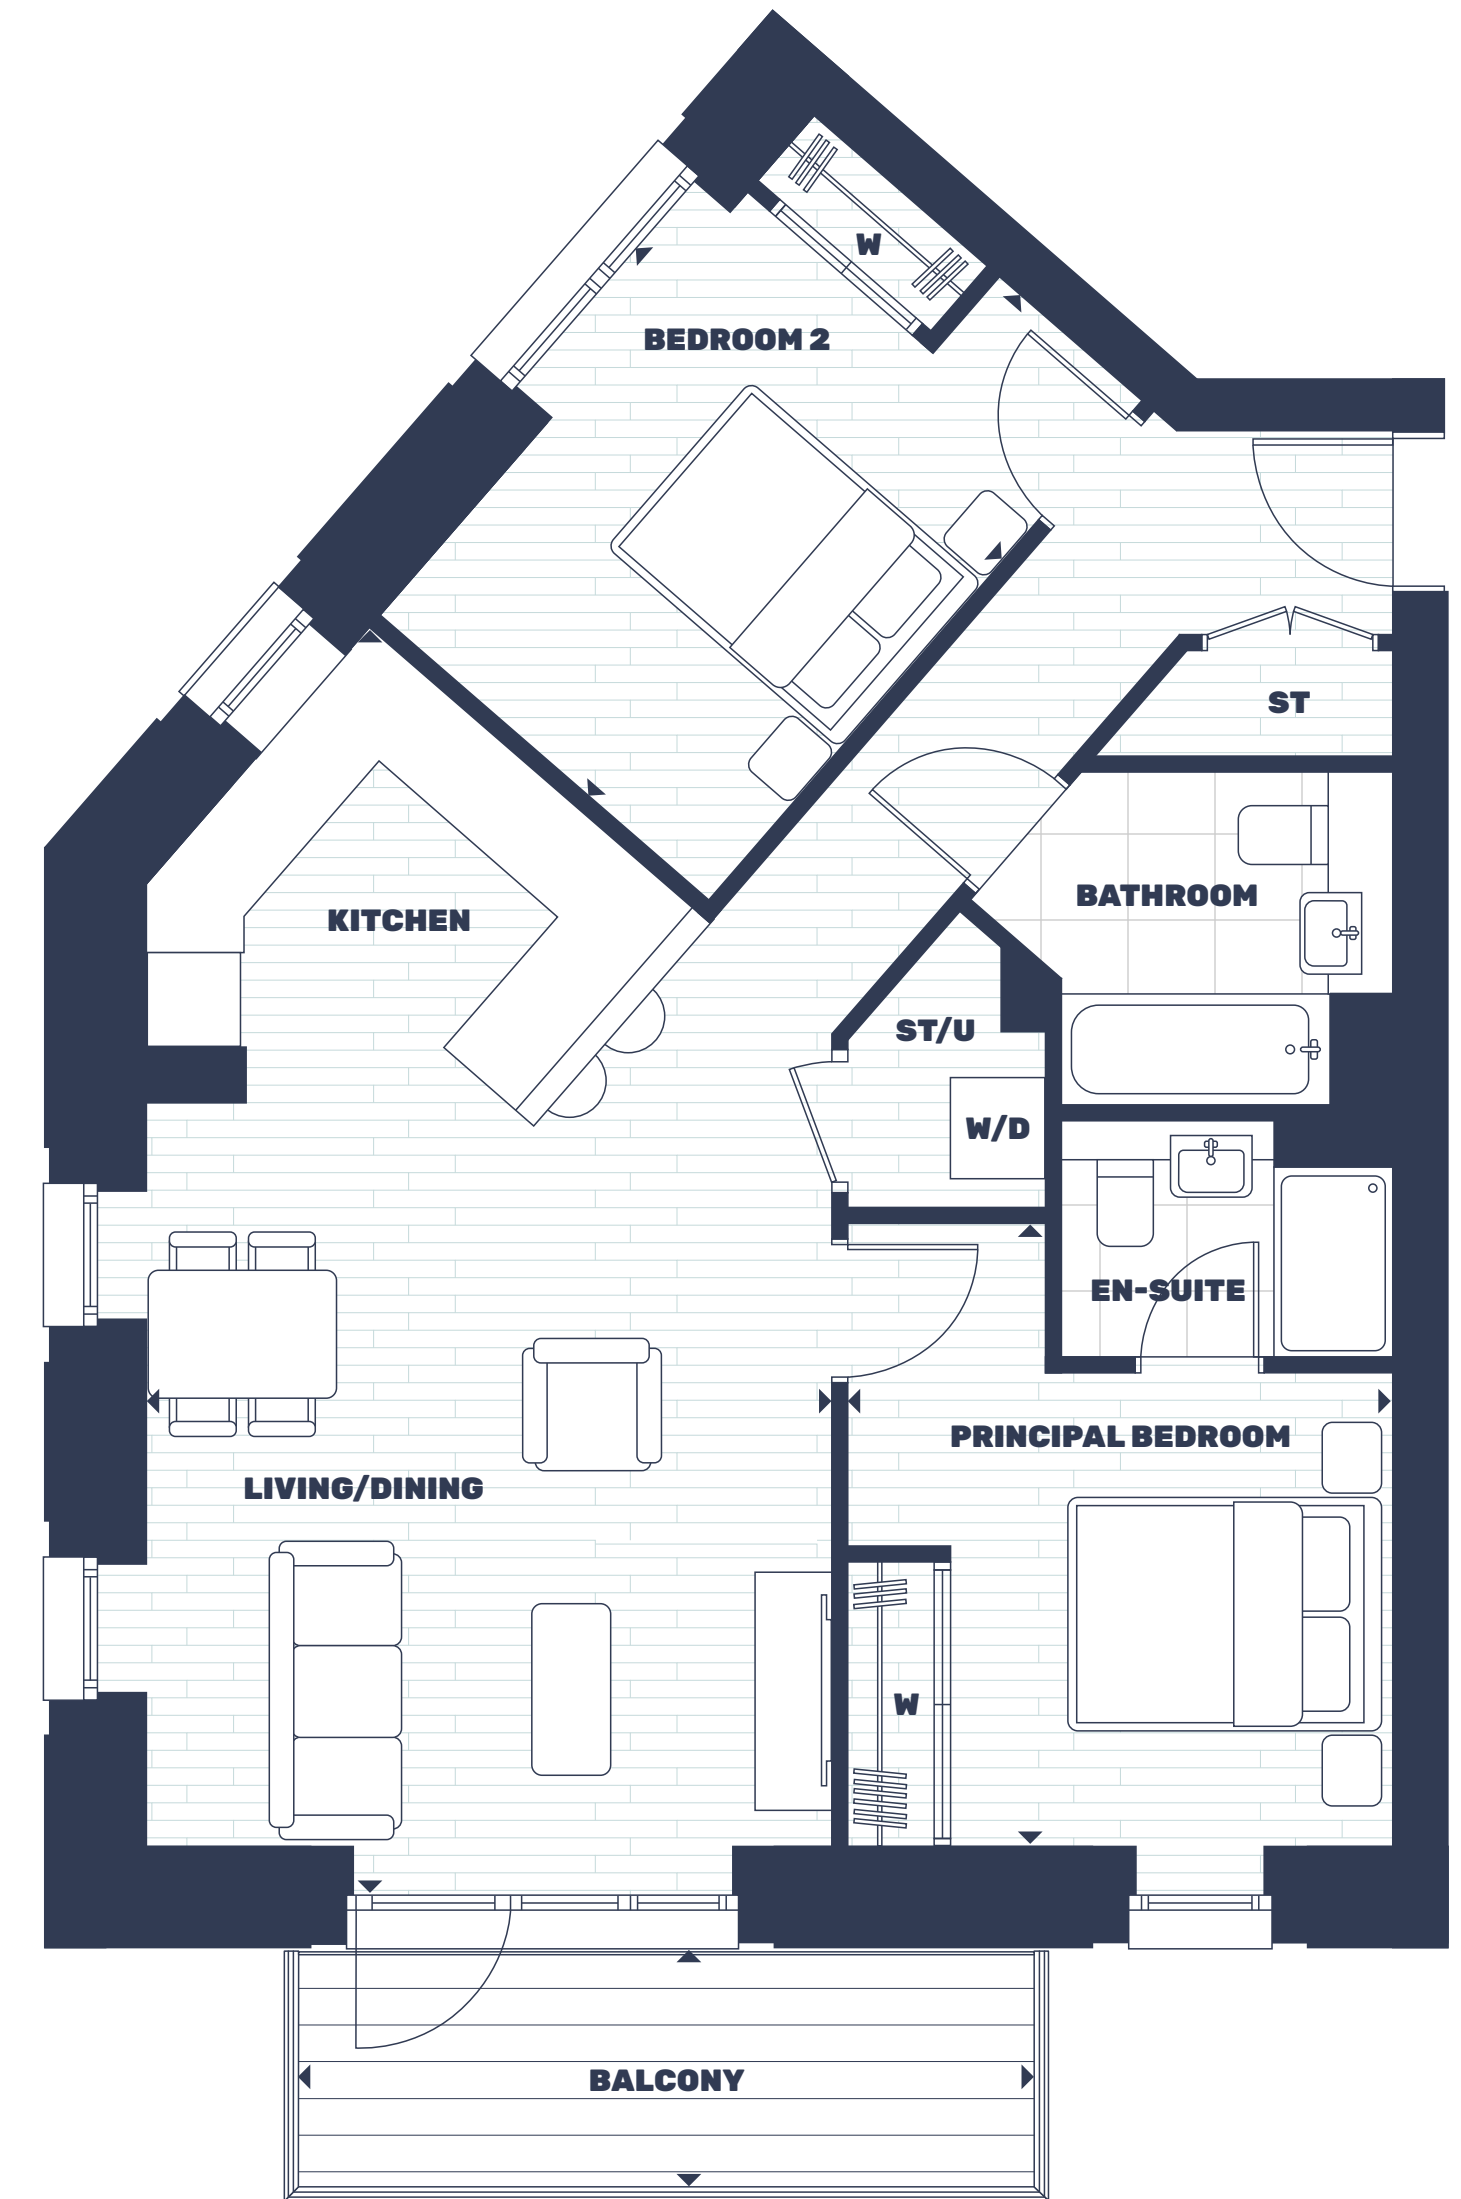 W
BEDROOM 2
ST
BATHROOM
KITCHEN
ST/U
W/D
EN-SUITE
PRINCIPAL BEDROOM
LIVING/DINING
W
BALCONY